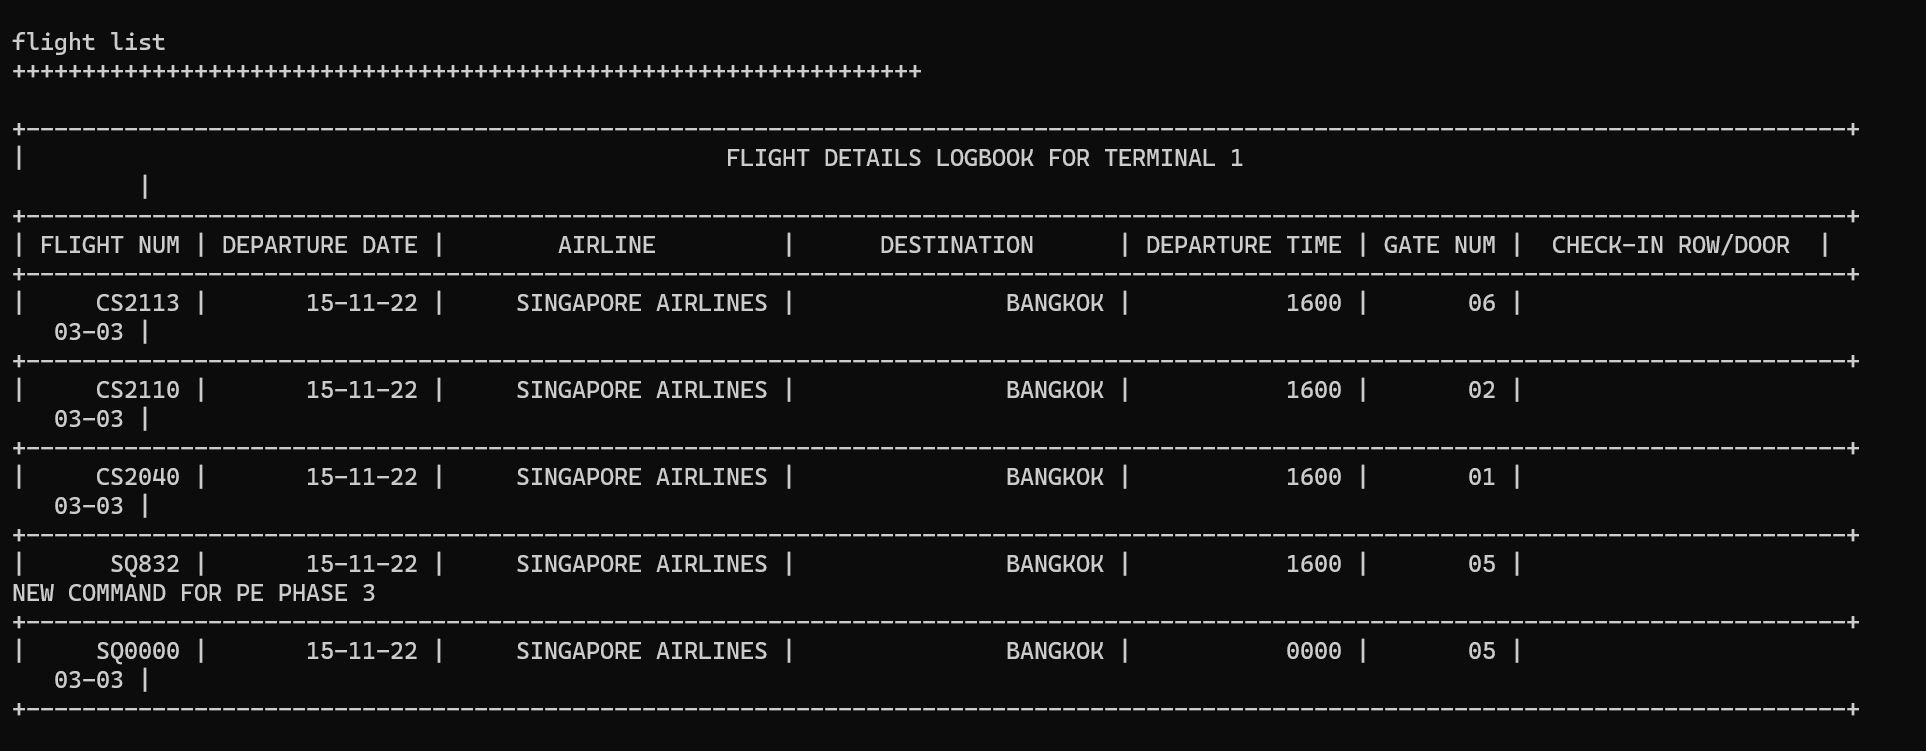 flight list
+++++++++++++++++++++++++++++++++++++++++++++++++++++++++++++++++
+----------------------------------------------------------------------------------------------------------------------------------+
|                                                  FLIGHT DETAILS LOGBOOK FOR TERMINAL 1
         |
+----------------------------------------------------------------------------------------------------------------------------------+
| FLIGHT NUM | DEPARTURE DATE |        AIRLINE         |      DESTINATION      | DEPARTURE TIME | GATE NUM |  CHECK-IN ROW/DOOR  |
+----------------------------------------------------------------------------------------------------------------------------------+
|     CS2113 |       15-11-22 |     SINGAPORE AIRLINES |               BANGKOK |           1600 |       06 |
   03-03 |
+----------------------------------------------------------------------------------------------------------------------------------+
|     CS2110 |       15-11-22 |     SINGAPORE AIRLINES |               BANGKOK |           1600 |       02 |
   03-03 |
+----------------------------------------------------------------------------------------------------------------------------------+
|     CS2040 |       15-11-22 |     SINGAPORE AIRLINES |               BANGKOK |           1600 |       01 |
   03-03 |
+----------------------------------------------------------------------------------------------------------------------------------+
|      SQ832 |       15-11-22 |     SINGAPORE AIRLINES |               BANGKOK |           1600 |       05 |
NEW COMMAND FOR PE PHASE 3
+----------------------------------------------------------------------------------------------------------------------------------+
|     SQ0000 |       15-11-22 |     SINGAPORE AIRLINES |               BANGKOK |           0000 |       05 |
   03-03 |
+----------------------------------------------------------------------------------------------------------------------------------+